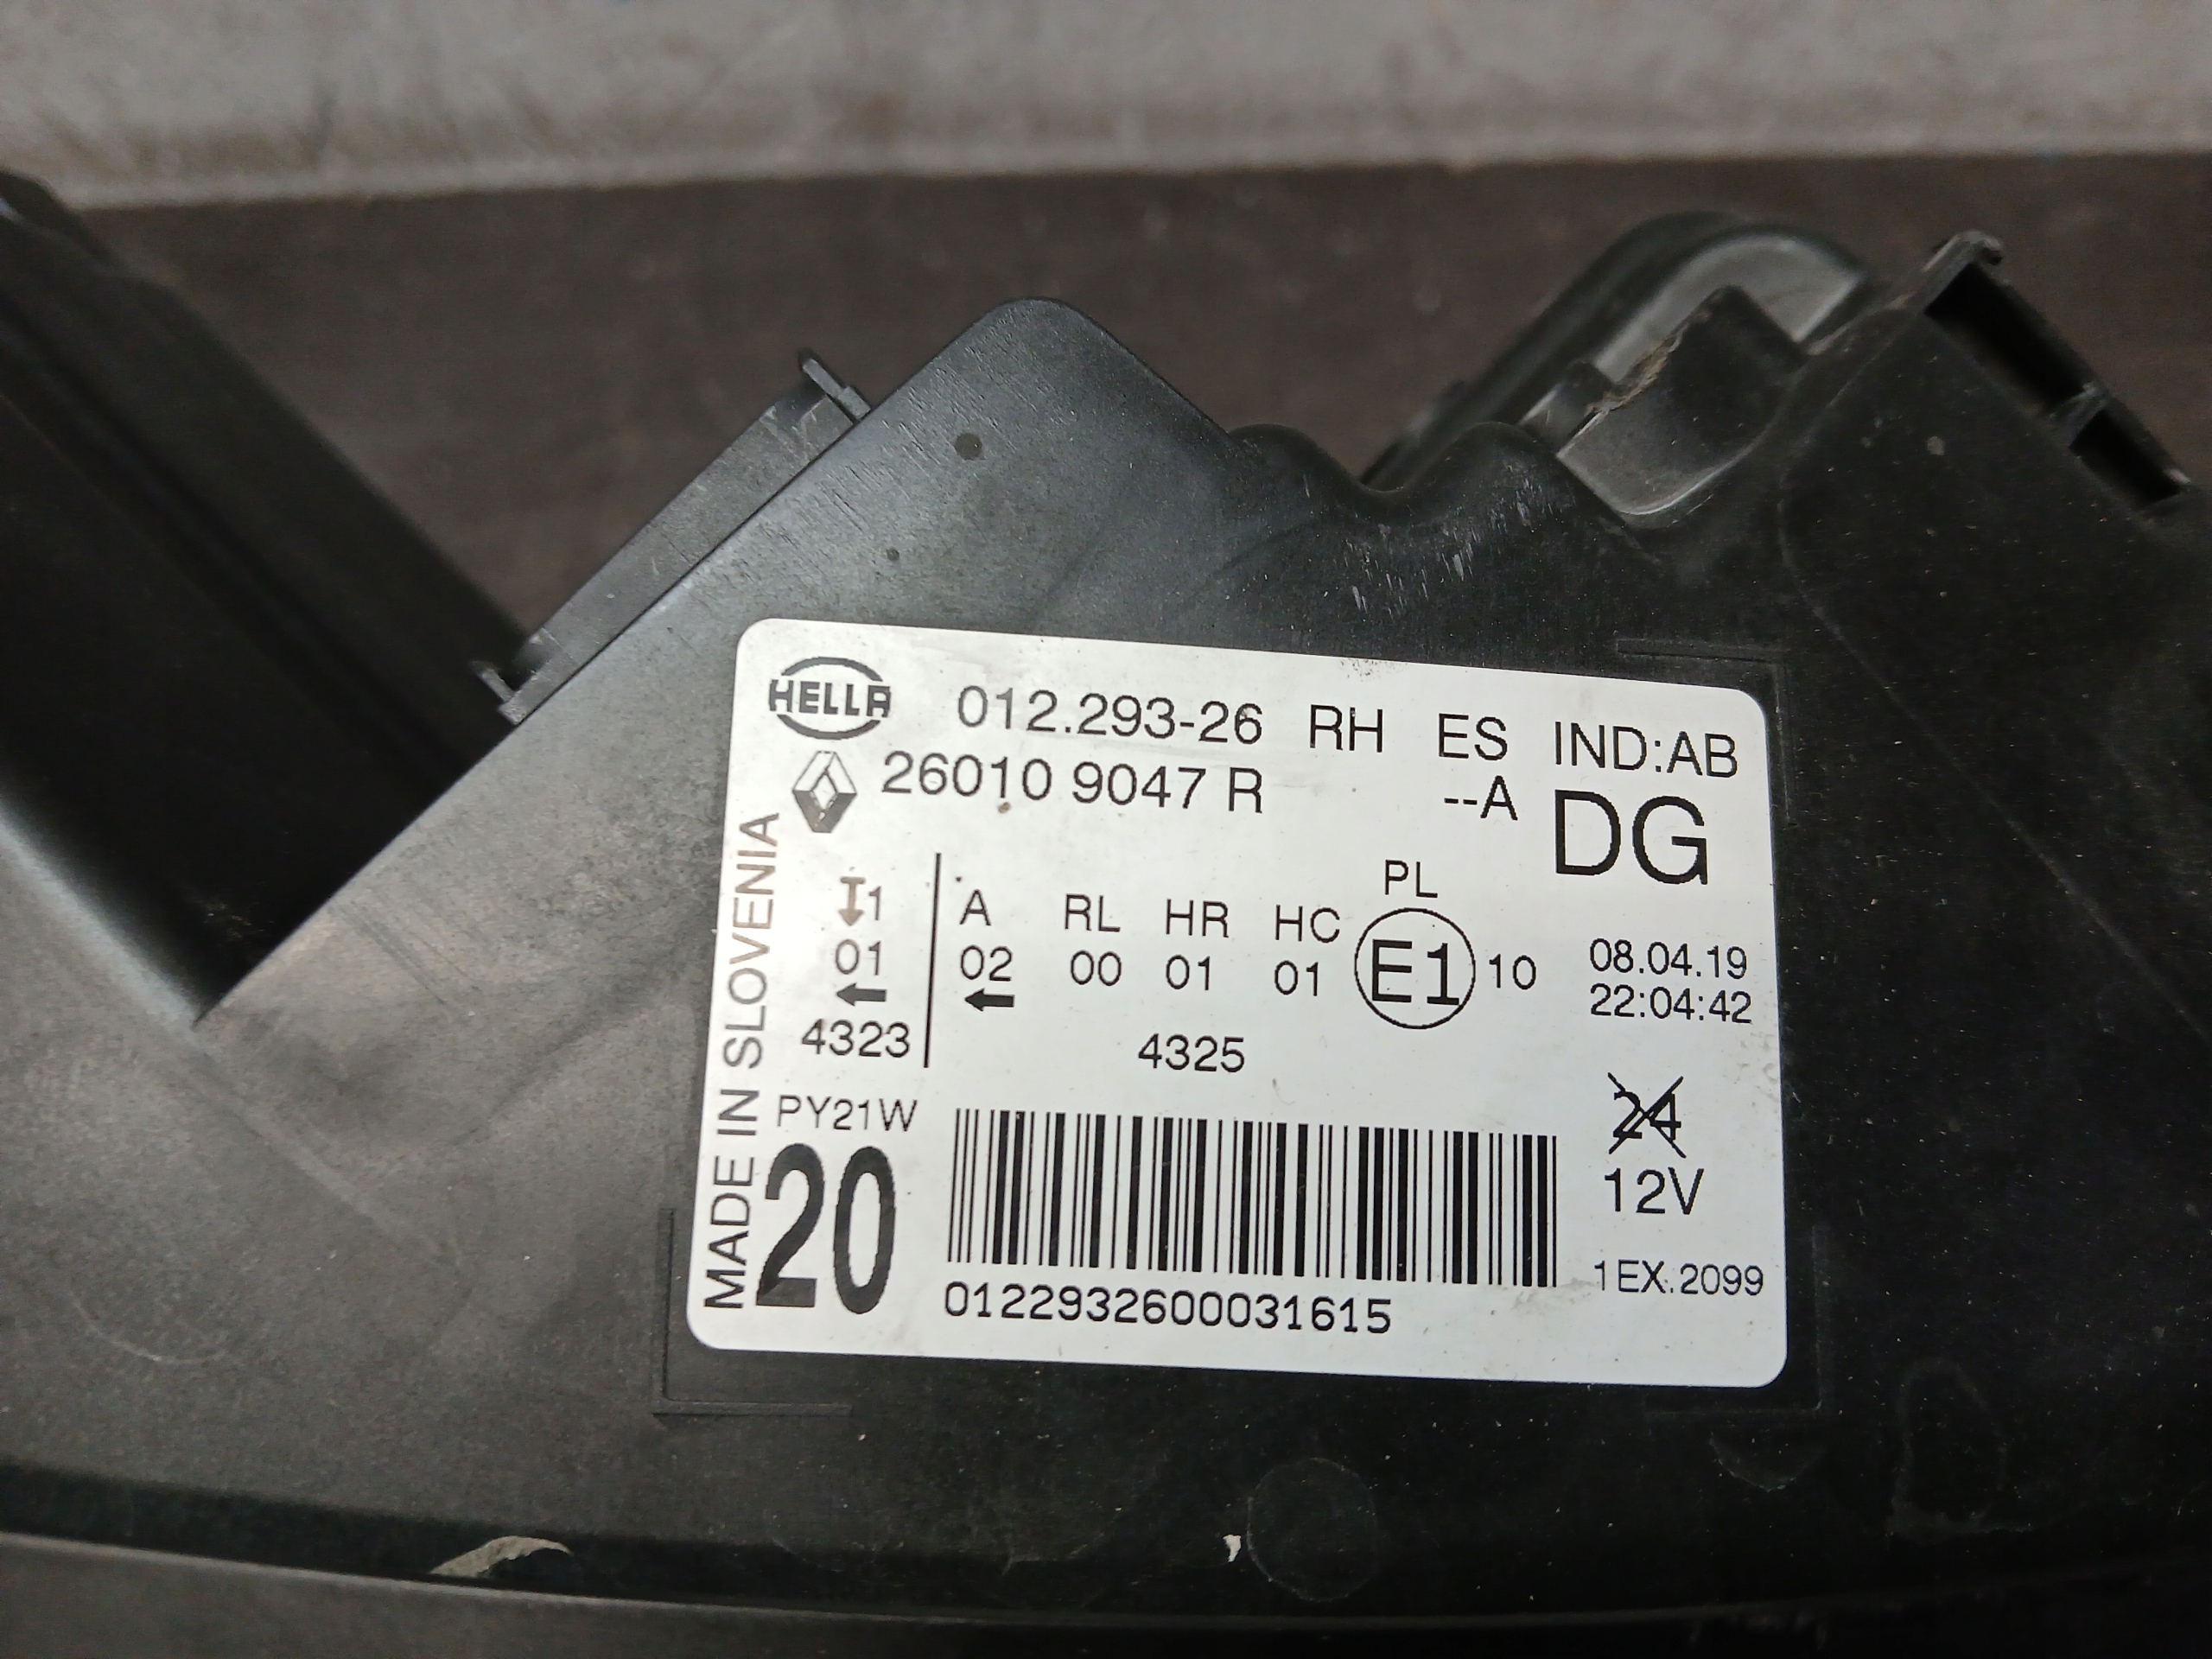 HELLA 012.293-26 RH ES IND:AB
26010 9047 R --A DG
MADE IN SLOVENIA
PL
1 A RL HR HC
01 02 00 01 01 E1 10
08.04.19
22:04:42
4323 4325
PY21W
20
24
12V
1EX.2099
0122932600031615